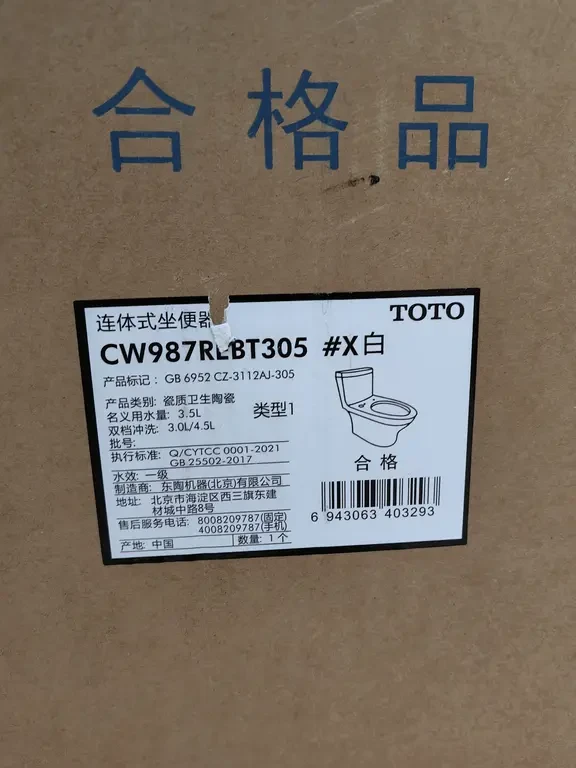 合格品
连体式坐便器
TOTO
CW987RLBT305 #X白
产品标记: GB 6952 CZ-3112AJ-305
产品类别: 瓷质卫生陶瓷
名义用水量: 3.5L
类型1
双档冲洗: 3.0L/4.5L
批号:
执行标准: Q/CYTCC 0001-2021
GB 25502-2017
合格
水效: 一级
制造商: 东陶机器(北京)有限公司
地址: 北京市海淀区西三旗东建
材城中路8号
售后服务电话: 8008209787(固定)
4008209787(手机)
产地: 中国
数量: 1个
6 943063 403293